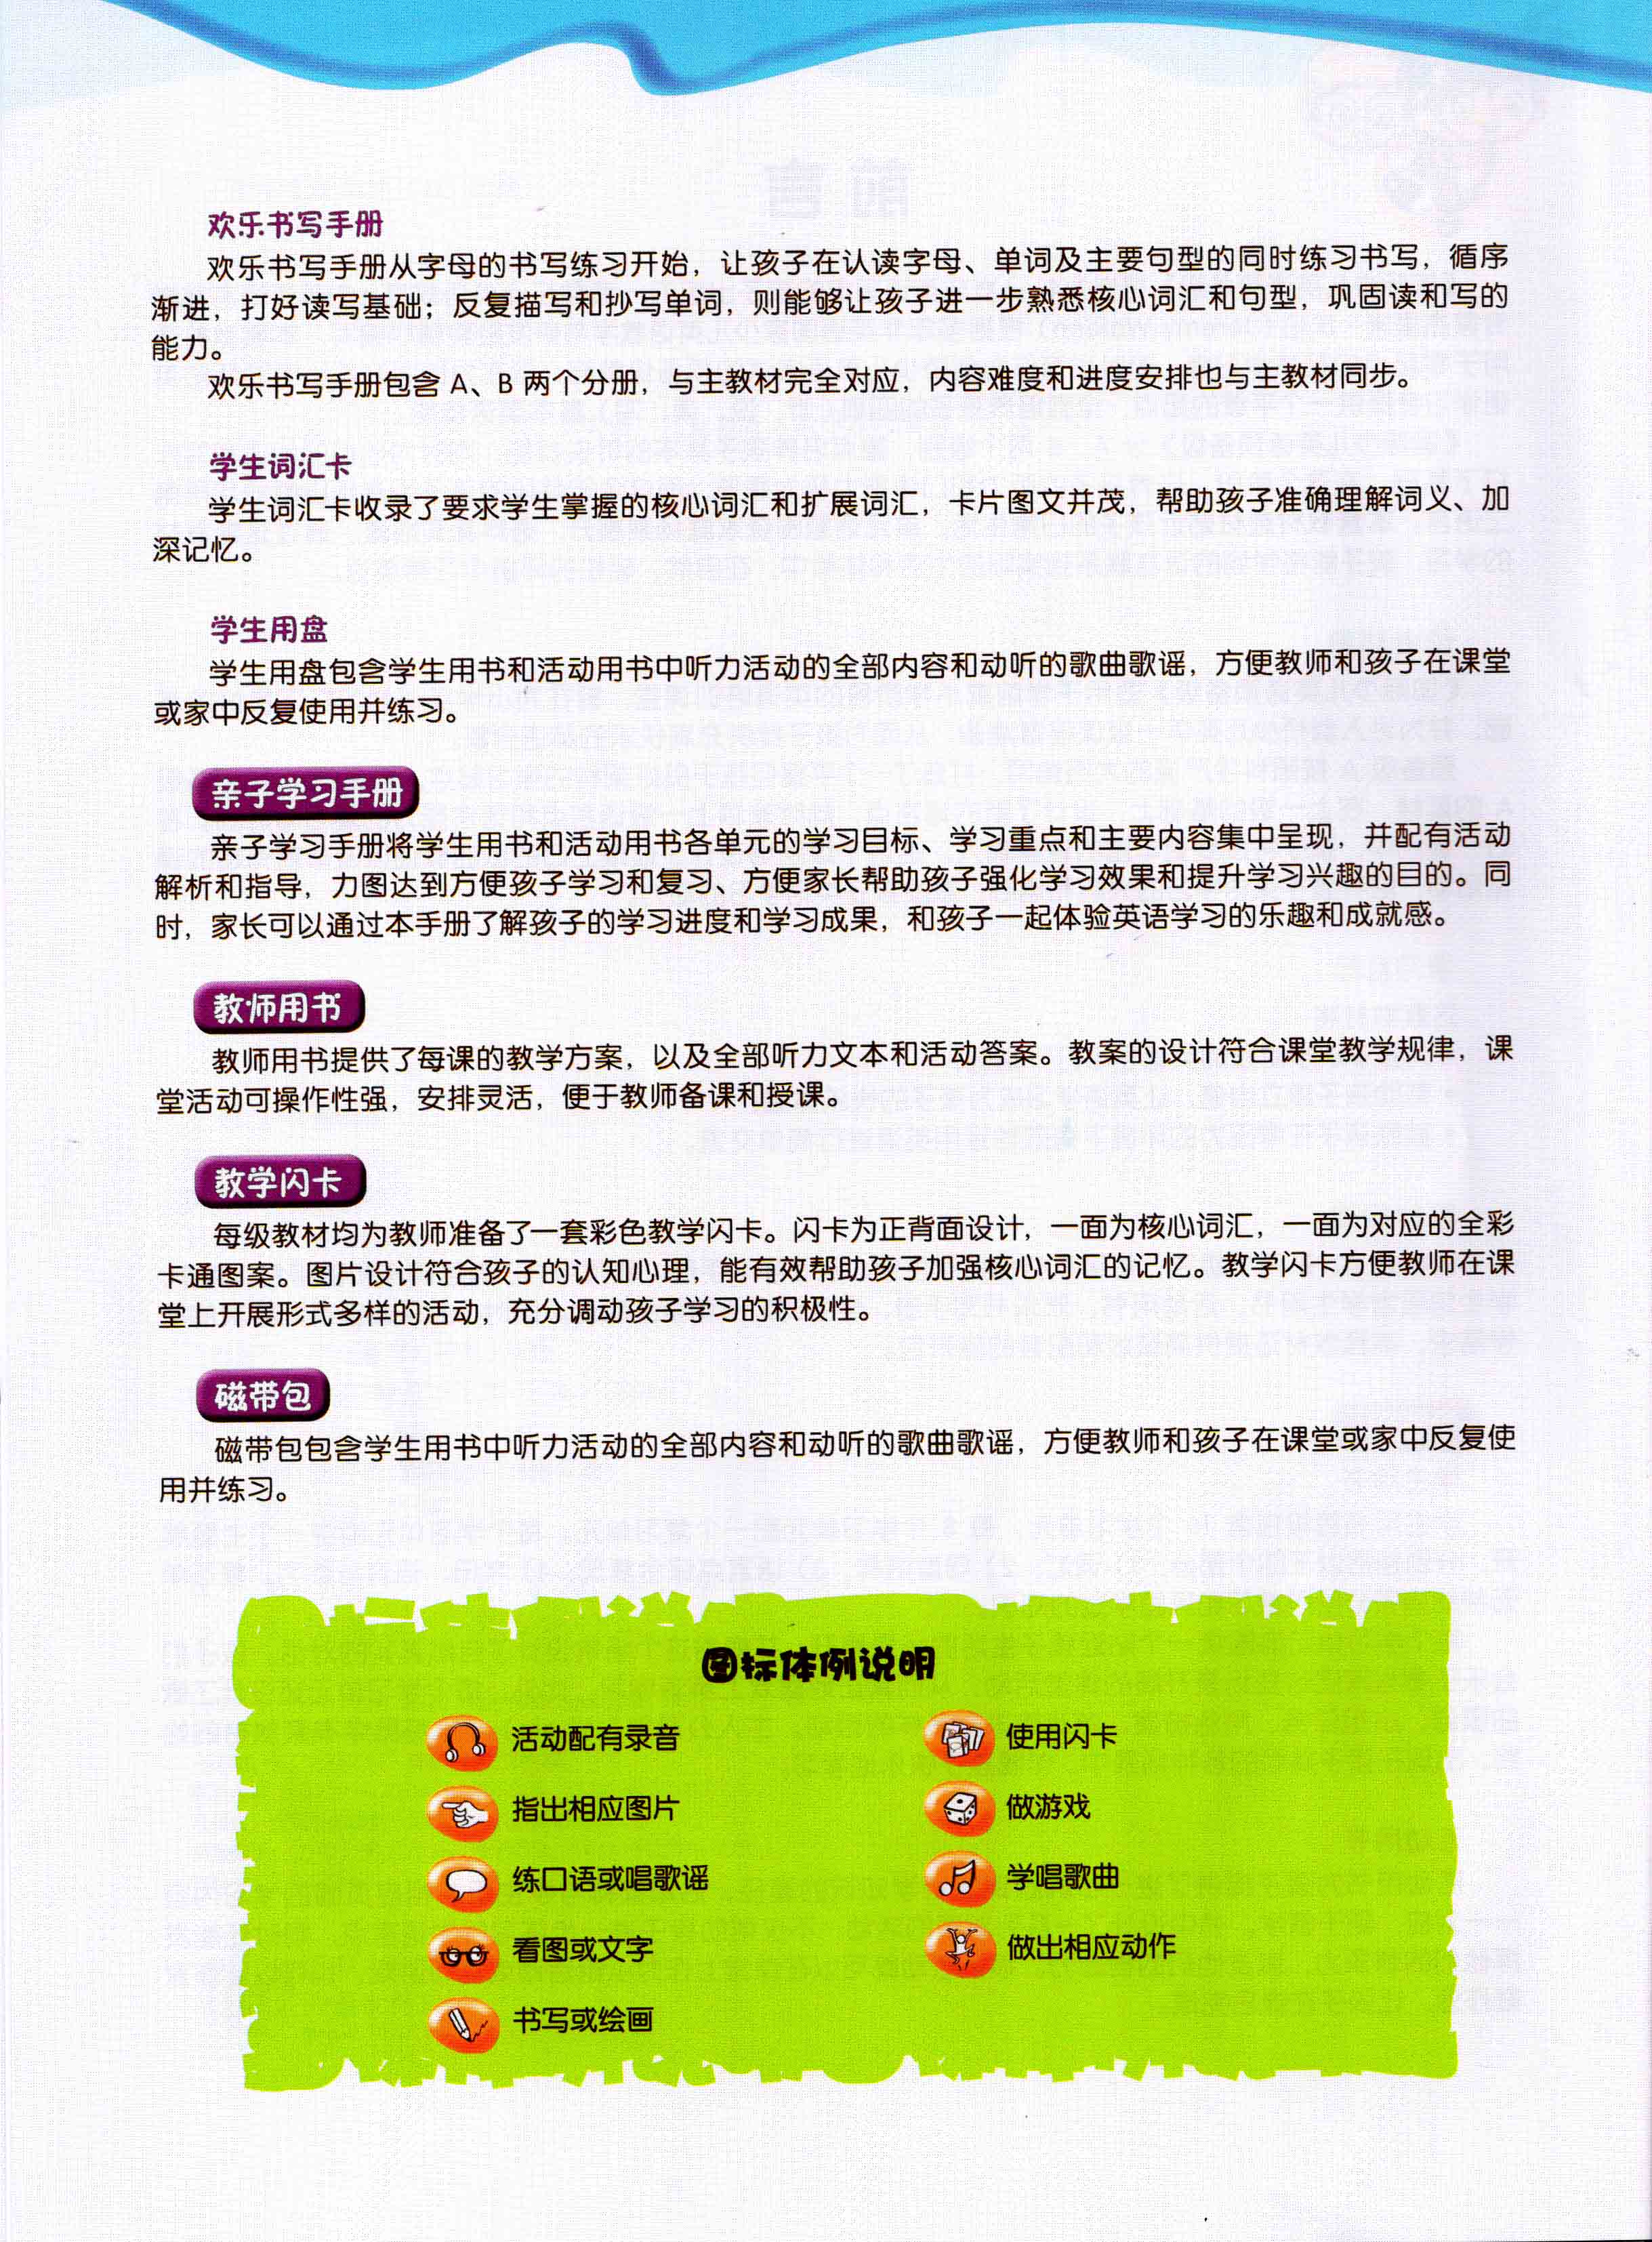 欢乐书写手册
欢乐书写手册从字母的书写练习开始，让孩子在认读字母、单词及主要句型的同时练习书写，循序
渐进，打好读写基础；反复描写和抄写单词，则能够让孩子进一步熟悉核心词汇和句型，巩固读和写的
能力。
欢乐书写手册包含 A、B 两个分册，与主教材完全对应，内容难度和进度安排也与主教材同步。
学生词汇卡
学生词汇卡收录了要求学生掌握的核心词汇和扩展词汇，卡片图文并茂，帮助孩子准确理解词义、加
深记忆。
学生用盘
学生用盘包含学生用书和活动用书中听力活动的全部内容和动听的歌曲歌谣，方便教师和孩子在课堂
或家中反复使用并练习。
亲子学习手册
亲子学习手册将学生用书和活动用书各单元的学习目标、学习重点和主要内容集中呈现，并配有活动
解析和指导，力图达到方便孩子学习和复习、方便家长帮助孩子强化学习效果和提升学习兴趣的目的。同
时，家长可以通过本手册了解孩子的学习进度和学习成果，和孩子一起体验英语学习的乐趣和成就感。
教师用书
教师用书提供了每课的教学方案，以及全部听力文本和活动答案。教案的设计符合课堂教学规律，课
堂活动可操作性强，安排灵活，便于教师备课和授课。
教学闪卡
每级教材均为教师准备了一套彩色教学闪卡。闪卡为正背面设计，一面为核心词汇，一面为对应的全彩
卡通图案。图片设计符合孩子的认知心理，能有效帮助孩子加强核心词汇的记忆。教学闪卡方便教师在课
堂上开展形式多样的活动，充分调动孩子学习的积极性。
磁带包
磁带包包含学生用书中听力活动的全部内容和动听的歌曲歌谣，方便教师和孩子在课堂或家中反复使
用并练习。
图标体例说明
活动配有录音
指出相应图片
练口语或唱歌谣
看图或文字
书写或绘画
使用闪卡
做游戏
学唱歌曲
做出相应动作